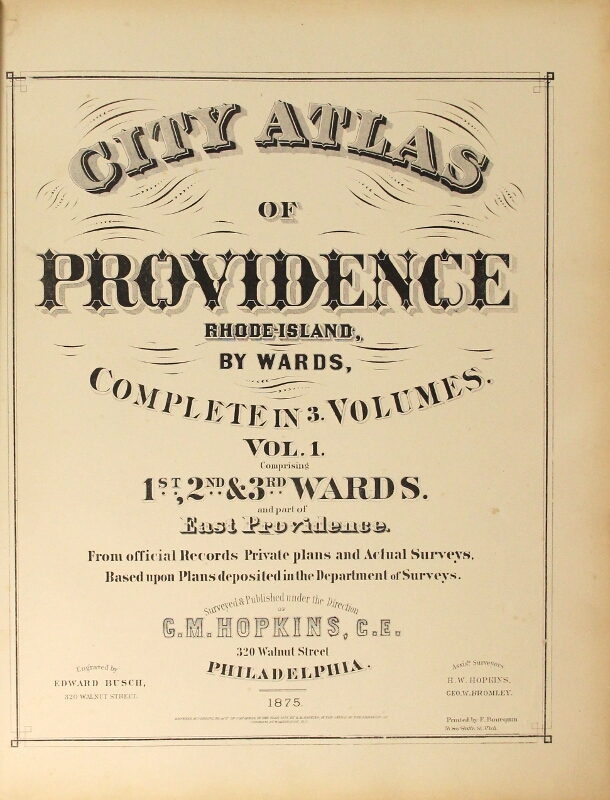 CITY ATLAS
OF
PROVIDENCE
RHODE-ISLAND,
BY WARDS,
COMPLETE IN 3. VOLUMES.
VOL. 1.
Comprising
1ST, 2ND & 3RD WARDS.
and part of
East Providence.
From official Records Private plans and Actual Surveys,
Based upon Plans deposited in the Department of Surveys.
Surveyed & Published under the Direction
OF
G.M. HOPKINS, C.E.
320 Walnut Street
PHILADELPHIA.
1875.
Engraved by
EDWARD BUSCH,
320 WALNUT STREET.
Assist. Surveyors
H. W. HOPKINS,
GEO. W. BROMLEY.
Printed by F. Bourquin